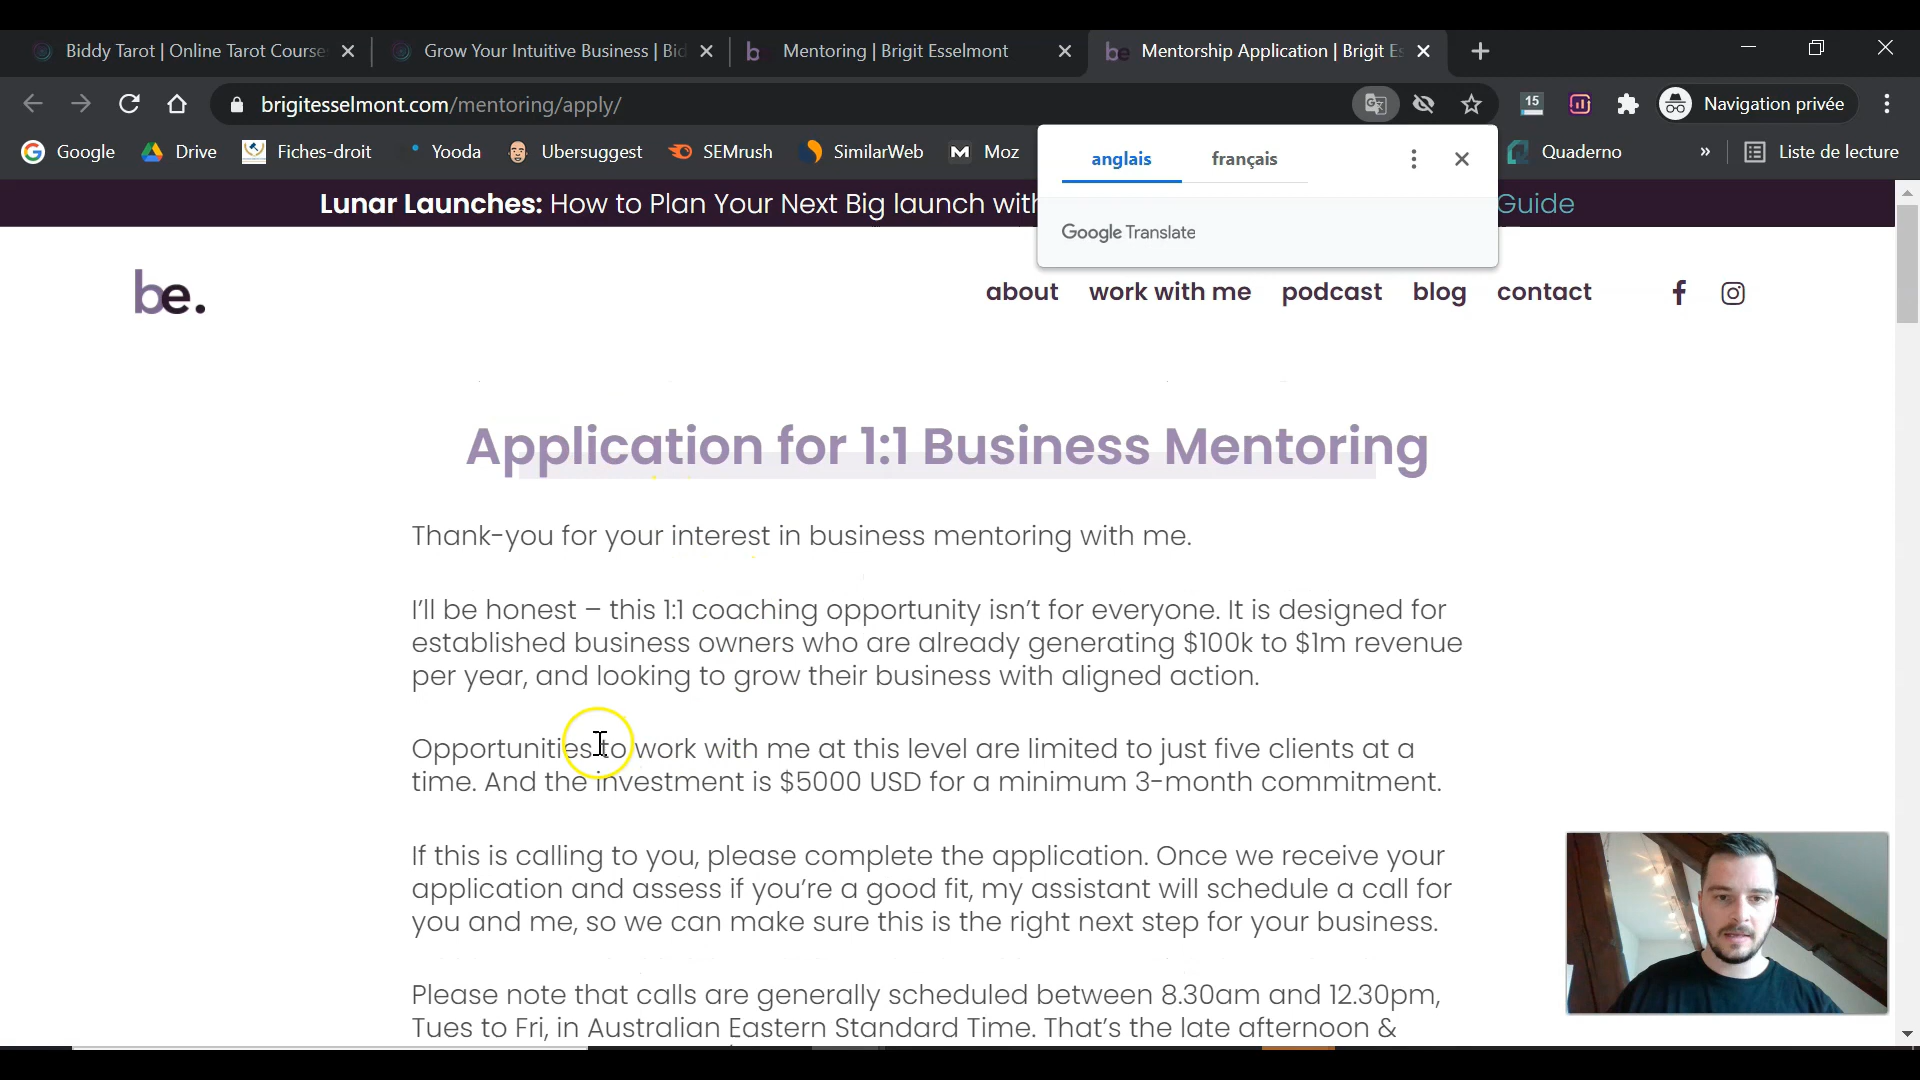 Biddy Tarot | Online Tarot Course
Grow Your Intuitive Business | Bid
Mentoring | Brigit Esselmont
Mentorship Application | Brigit Es
brigitesselmont.com/mentoring/apply/
15
Navigation privée
Google
Drive
Fiches-droit
Yooda
Ubersuggest
SEMrush
SimilarWeb
Moz
Quaderno
»
Liste de lecture
anglais
français
Google Translate
Lunar Launches: How to Plan Your Next Big launch with
Guide
be.
about
work with me
podcast
blog
contact
Application for 1:1 Business Mentoring
Thank-you for your interest in business mentoring with me.
I'll be honest – this 1:1 coaching opportunity isn't for everyone. It is designed for
established business owners who are already generating $100k to $1m revenue
per year, and looking to grow their business with aligned action.
Opportunities to work with me at this level are limited to just five clients at a
time. And the investment is $5000 USD for a minimum 3-month commitment.
If this is calling to you, please complete the application. Once we receive your
application and assess if you're a good fit, my assistant will schedule a call for
you and me, so we can make sure this is the right next step for your business.
Please note that calls are generally scheduled between 8.30am and 12.30pm,
Tues to Fri, in Australian Eastern Standard Time. That's the late afternoon &